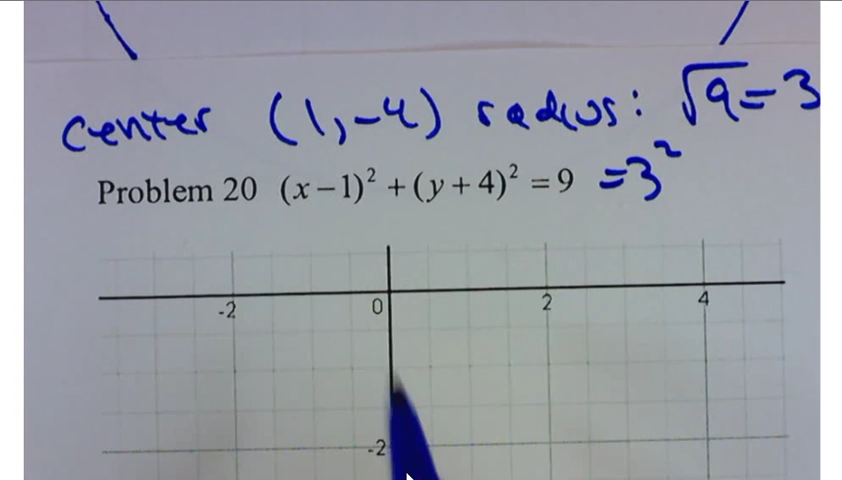 center (1, -4) radius: √9 = 3
Problem 20 (x − 1)² + (y + 4)² = 9 = 3²
-2 0 2 4
-2